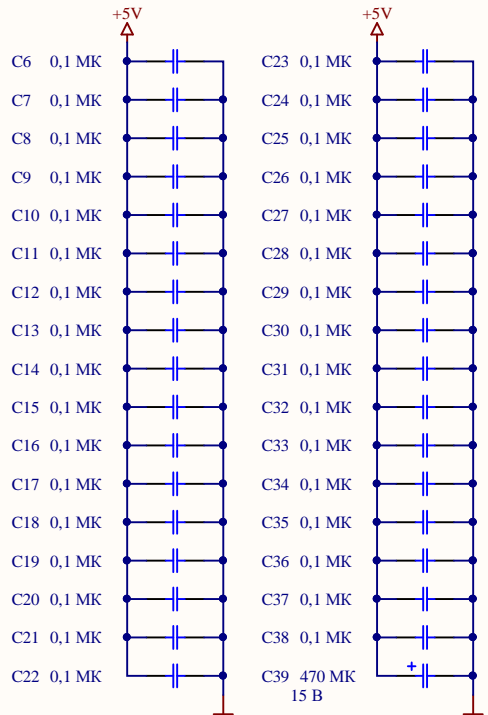 +5V +5V
C6 0,1 МК C23 0,1 МК
C7 0,1 МК C24 0,1 МК
C8 0,1 МК C25 0,1 МК
C9 0,1 МК C26 0,1 МК
C10 0,1 МК C27 0,1 МК
C11 0,1 МК C28 0,1 МК
C12 0,1 МК C29 0,1 МК
C13 0,1 МК C30 0,1 МК
C14 0,1 МК C31 0,1 МК
C15 0,1 МК C32 0,1 МК
C16 0,1 МК C33 0,1 МК
C17 0,1 МК C34 0,1 МК
C18 0,1 МК C35 0,1 МК
C19 0,1 МК C36 0,1 МК
C20 0,1 МК C37 0,1 МК
C21 0,1 МК C38 0,1 МК
C22 0,1 МК C39 470 МК +
15 В